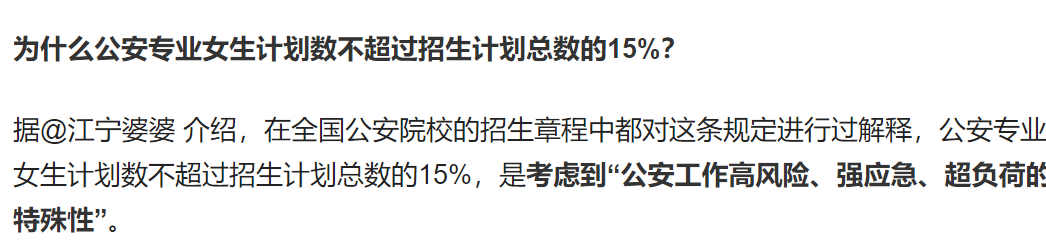 为什么公安专业女生计划数不超过招生计划总数的15%？
据@江宁婆婆 介绍，在全国公安院校的招生章程中都对这条规定进行过解释，公安专业
女生计划数不超过招生计划总数的15%，是考虑到“公安工作高风险、强应急、超负荷的
特殊性”。